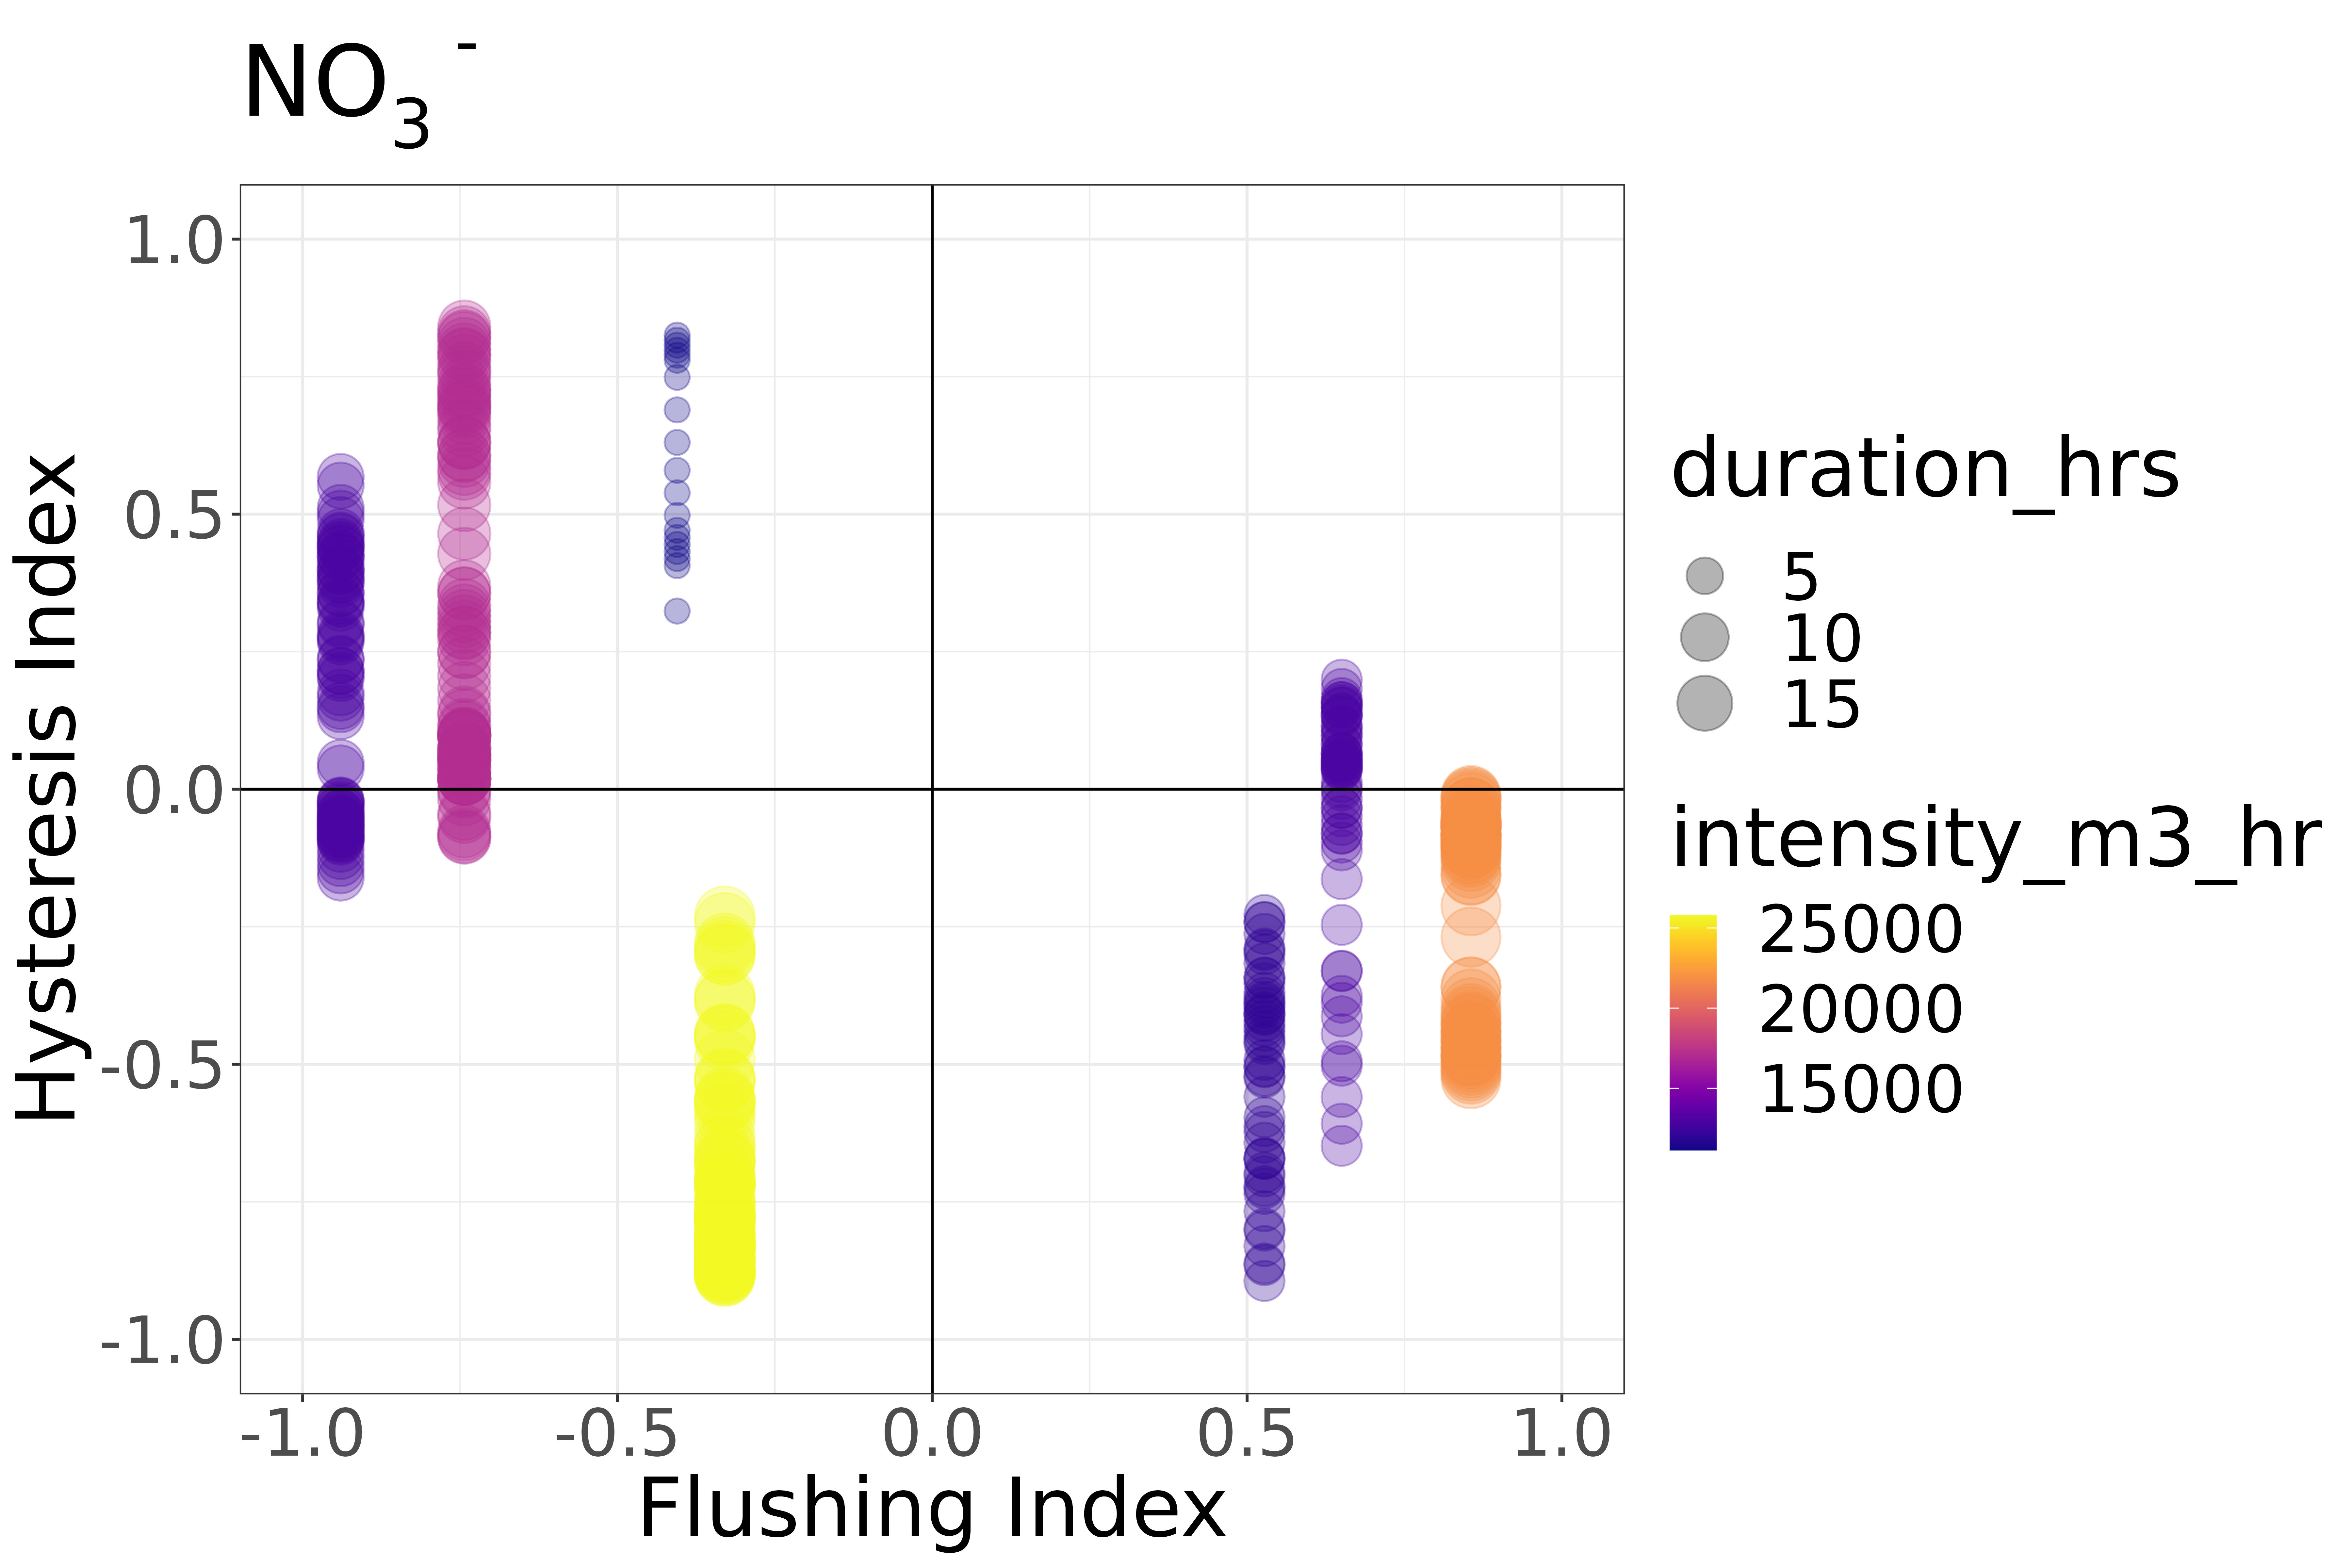 NO₃⁻
Hysteresis Index
1.0
0.5
0.0
-0.5
-1.0
-1.0 -0.5 0.0 0.5 1.0
Flushing Index
duration_hrs
5
10
15
intensity_m3_hr
25000
20000
15000